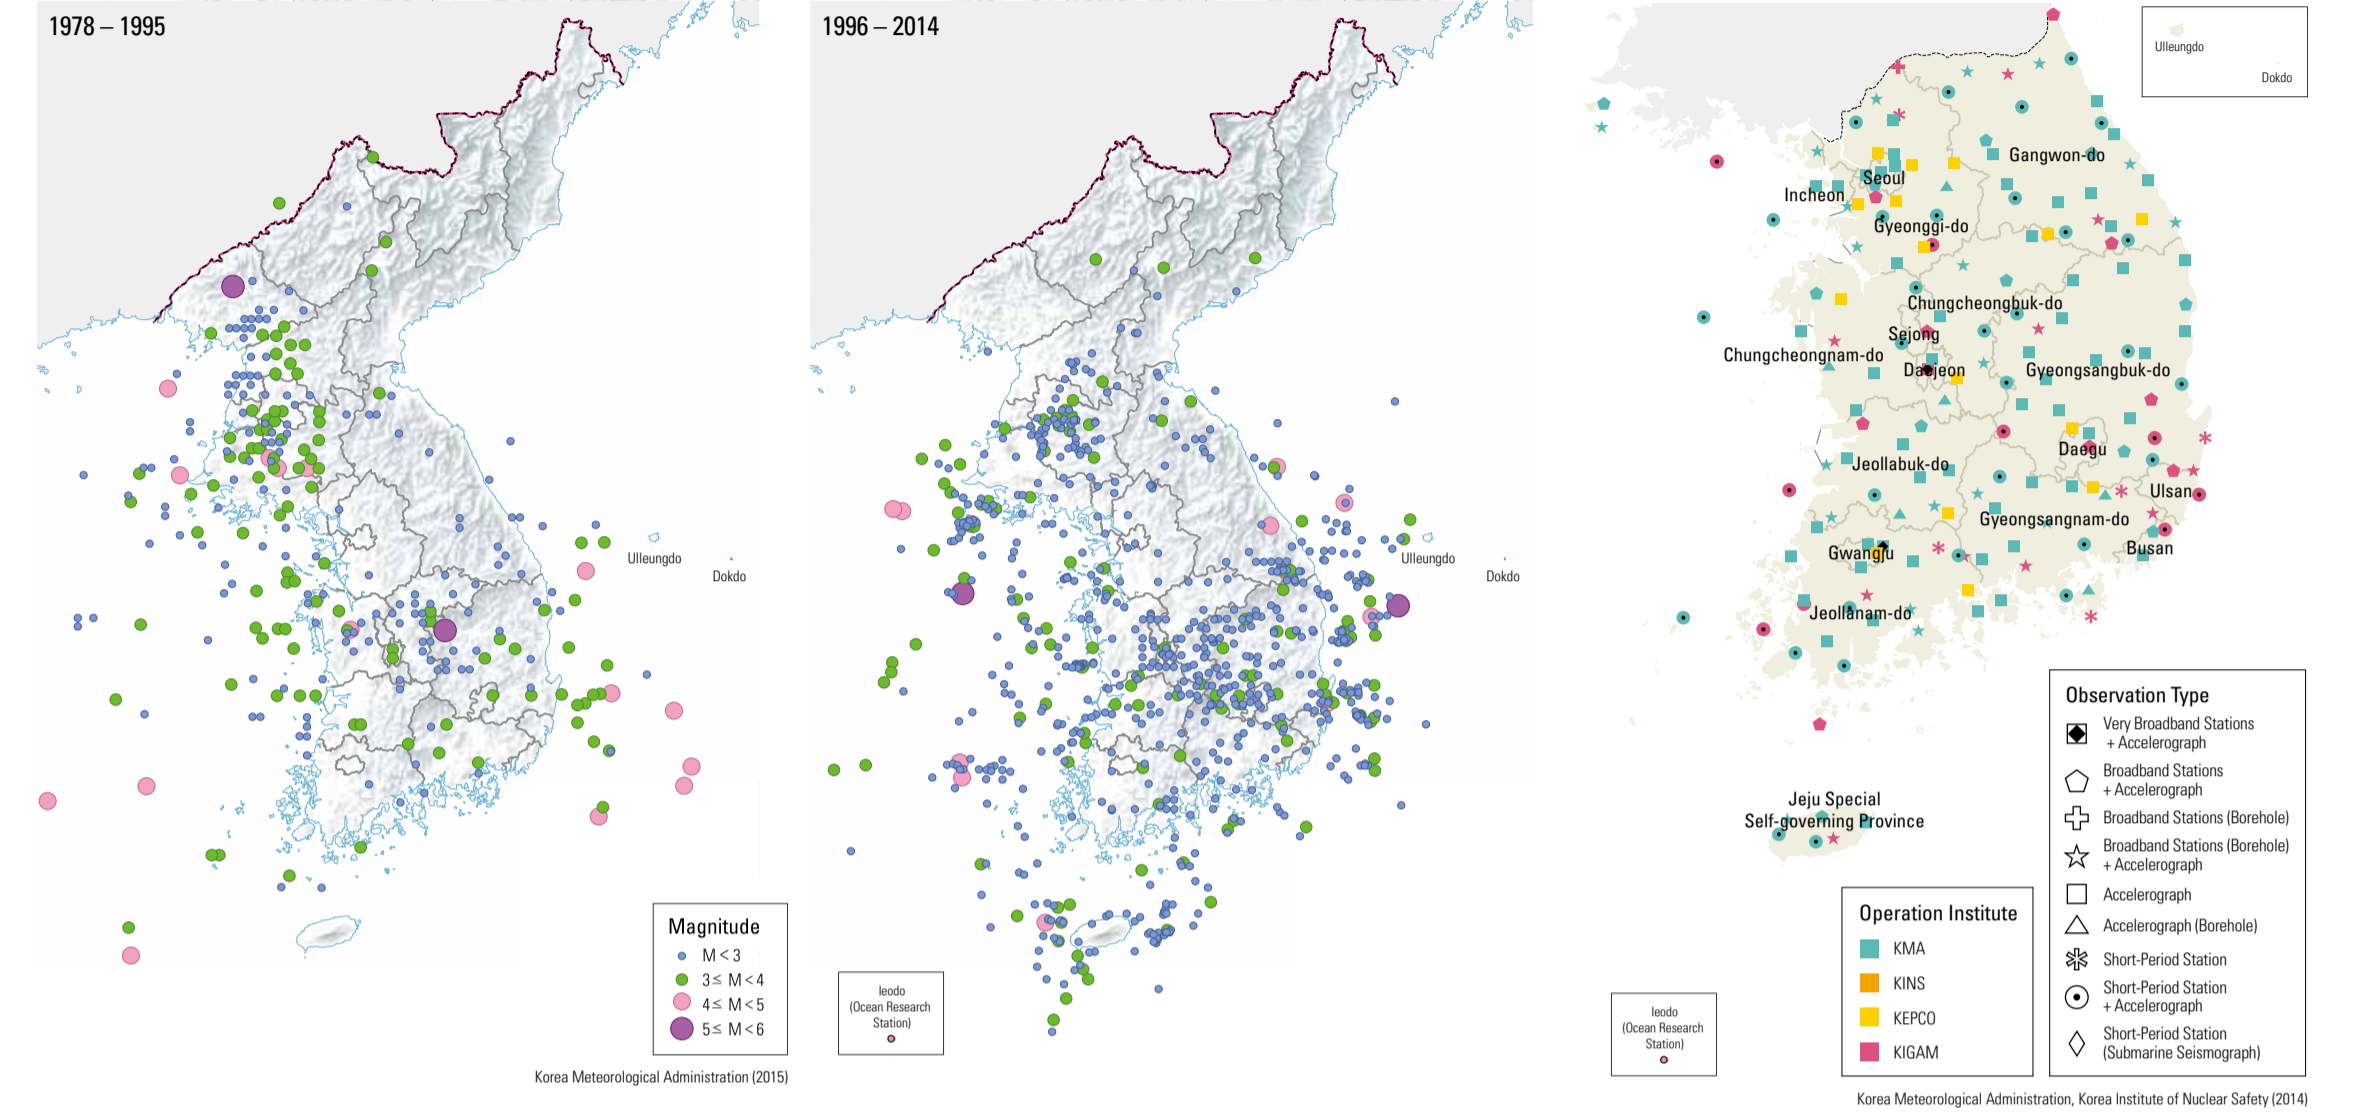 1978 – 1995
Ulleungdo
Dokdo
Magnitude
M < 3
3 ≤ M < 4
4 ≤ M < 5
5 ≤ M < 6
Korea Meteorological Administration (2015)
1996 – 2014
Ulleungdo
Dokdo
Ieodo
(Ocean Research
Station)
Ulleungdo
Dokdo
Gangwon-do
Seoul
Incheon
Gyeonggi-do
Chungcheongbuk-do
Sejong
Chungcheongnam-do
Daejeon
Gyeongsangbuk-do
Daegu
Jeollabuk-do
Ulsan
Gyeongsangnam-do
Busan
Gwangju
Jeollanam-do
Jeju Special
Self-governing Province
Ieodo
(Ocean Research
Station)
Operation Institute
KMA
KINS
KEPCO
KIGAM
Observation Type
Very Broadband Stations
+ Accelerograph
Broadband Stations
+ Accelerograph
Broadband Stations (Borehole)
Broadband Stations (Borehole)
+ Accelerograph
Accelerograph
Accelerograph (Borehole)
Short-Period Station
Short-Period Station
+ Accelerograph
Short-Period Station
(Submarine Seismograph)
Korea Meteorological Administration, Korea Institute of Nuclear Safety (2014)